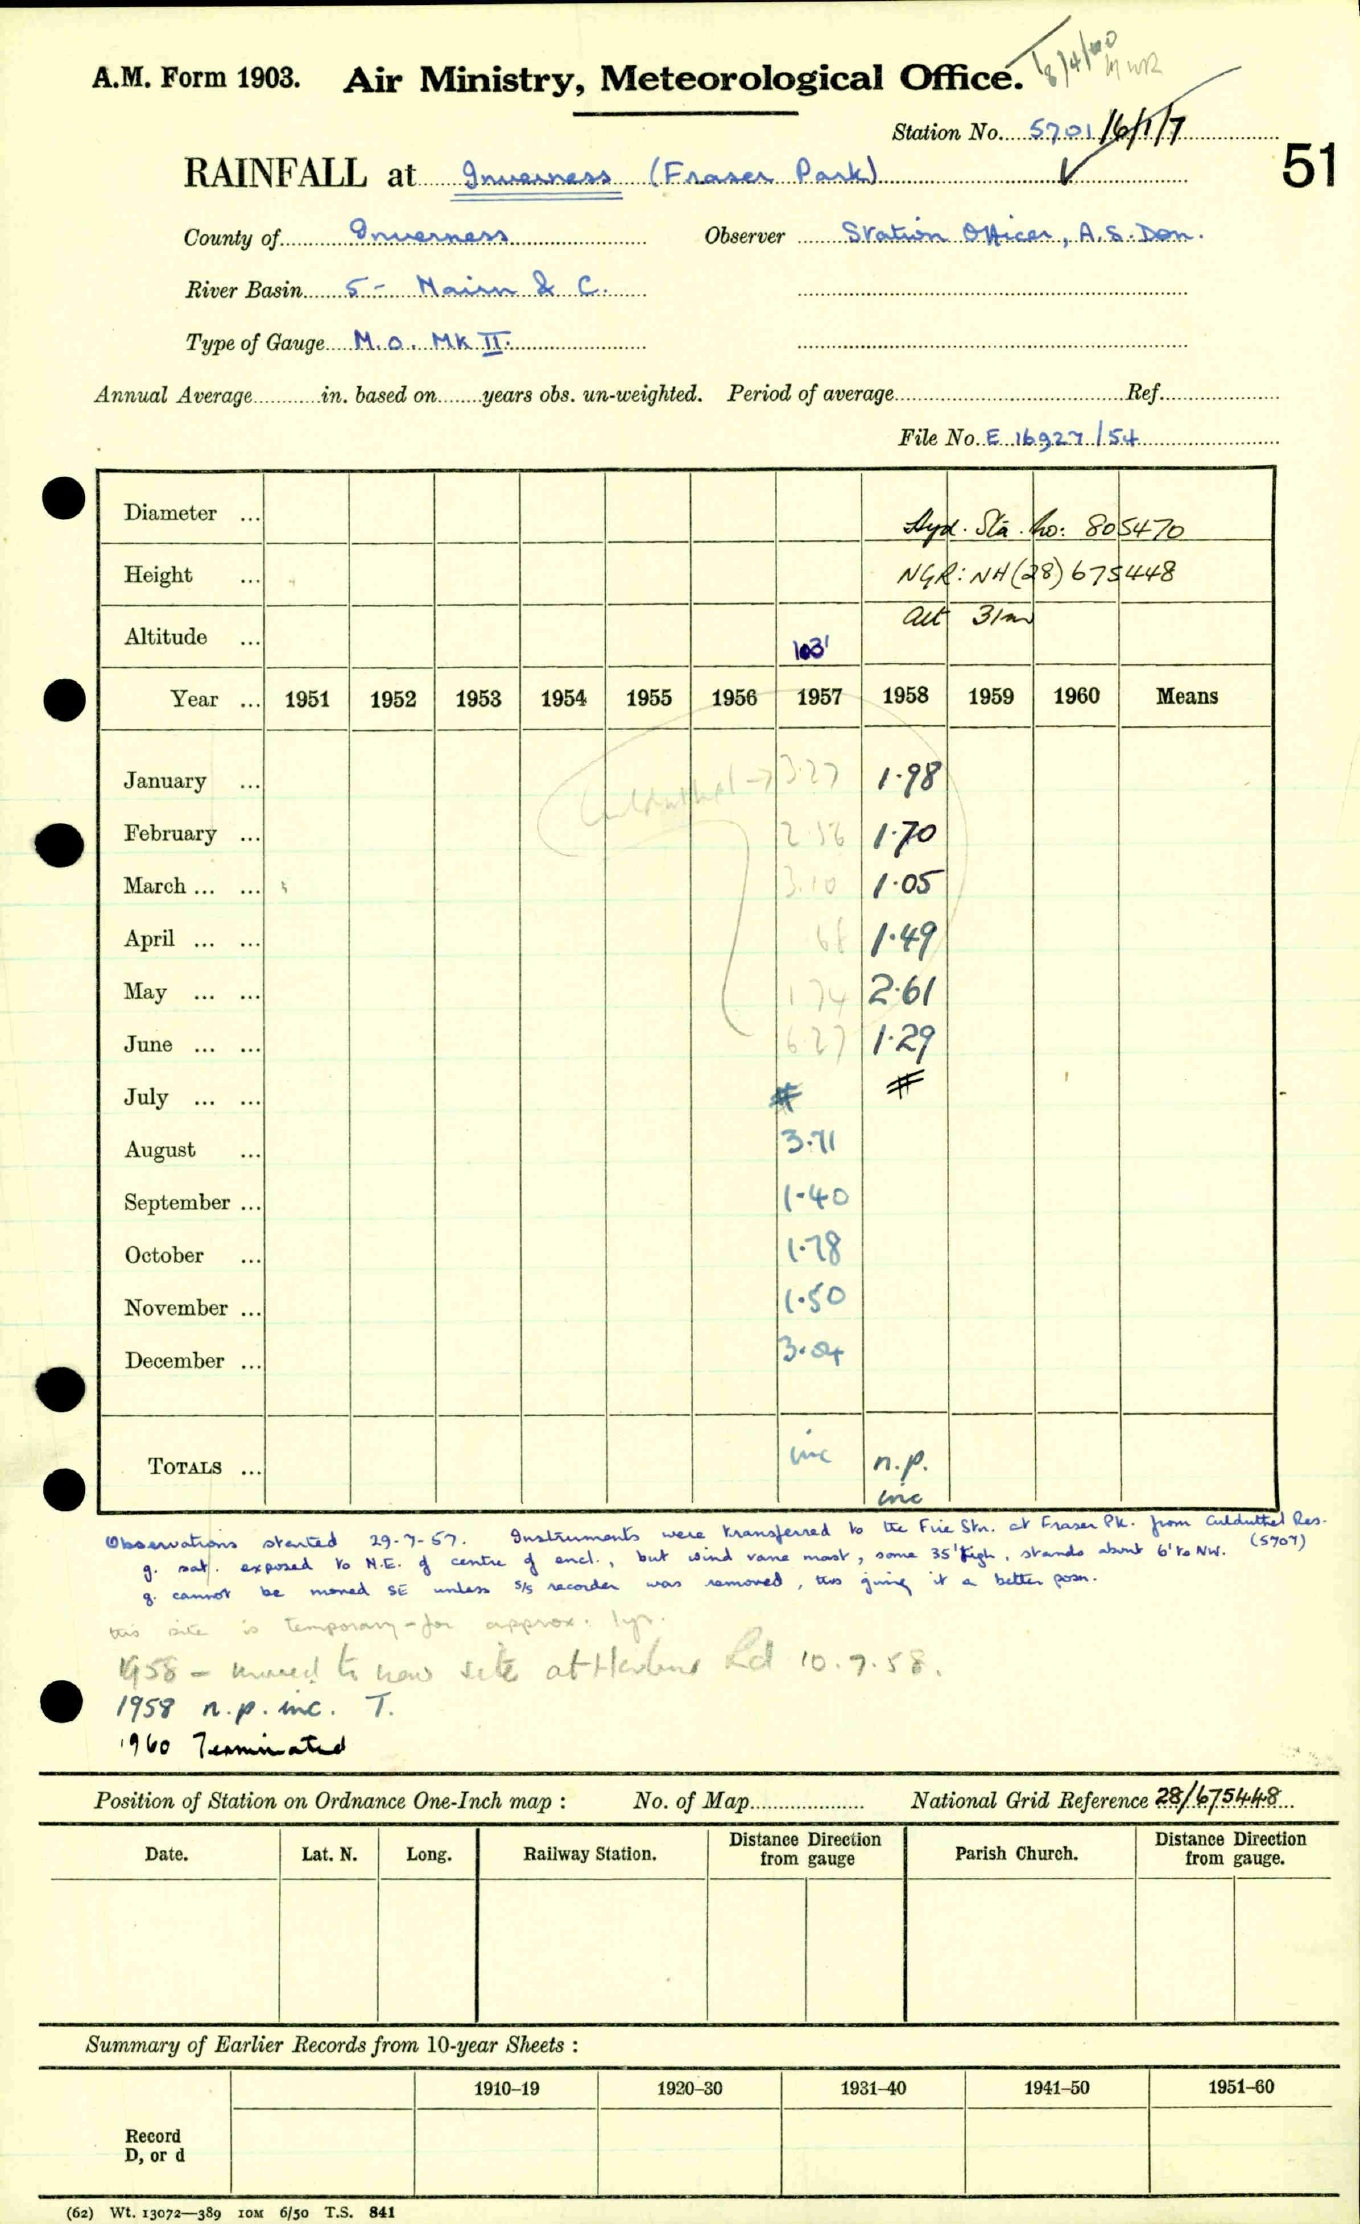 18/4/60
MWR
A.M. Form 1903. Air Ministry, Meteorological Office.
Station No. 5701/6/1/7
51
RAINFALL at Inverness (Fraser Park)
County of Inverness Observer Station Officer, A.S. Don.
River Basin 5 - Nairn & C.
Type of Gauge M.O. MK II.
Annual Average in. based on years obs. un-weighted. Period of average Ref.
File No. E 16927/54
Diameter ... Hyd. Sta. No: 805470
Height ... NGR: NH (28) 675448
Alt 31m
Altitude ... 103'
Year ... 1951 1952 1953 1954 1955 1956 1957 1958 1959 1960 Means
January ... Culduthel → 3.27 1.98
February ... 2.56 1.70
March ... ... 3.10 1.05
April ... ... 68 1.49
May ... ... 1.74 2.61
June ... ... 6.27 1.29
July ... ... # #
August ... 3.71
September ... 1.40
October ... 1.78
November ... 1.50
December ... 3.04
TOTALS ... inc n.p. inc
Observations started 29-7-57. Instruments were transferred to the Fire Stn. at Fraser Pk. from Culduthel Res. (5707)
g. sat. exposed to N.E. of centre of encl., but wind vane mast, some 35' high, stands about 6' to NW.
g. cannot be moved SE unless s/s recorder was removed, thus giving it a better posn.
this site is temporary - for approx. 1yr.
1958 - moved to new site at Harbour Rd 10.7.58.
1958 n.p. inc. T.
1960 Terminated
Position of Station on Ordnance One-Inch map : No. of Map National Grid Reference 28/675448
Date. Lat. N. Long. Railway Station. Distance Direction from gauge Parish Church. Distance Direction from gauge.
Summary of Earlier Records from 10-year Sheets :
1910–19 1920–30 1931–40 1941–50 1951–60
Record
D, or d
(62) Wt. 13072—389 10M 6/50 T.S. 841